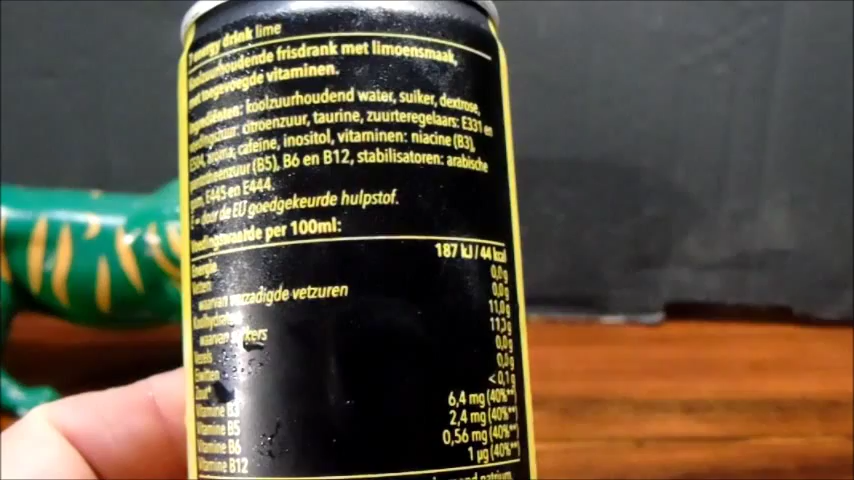 energy drink lime
koolzuurhoudende frisdrank met limoensmaak,
met toegevoegde vitaminen.
Ingrediënten: koolzuurhoudend water, suiker, dextrose,
voedingszuur: citroenzuur, taurine, zuurteregelaars: E331 en
E504, aroma, cafeïne, inositol, vitaminen: niacine (B3),
pantotheenzuur (B5), B6 en B12, stabilisatoren: arabische
gom, E445 en E444.
E = door de EU goedgekeurde hulpstof.
Voedingswaarde per 100ml:
Energie 187 kJ / 44 kcal
Vetten 0,0g
waarvan verzadigde vetzuren 0,0g
Koolhydraten 11,0g
waarvan suikers
Vezels 0,0g
Eiwitten 0,0g
Zout* <0,1g
Vitamine B3 6,4 mg (40%**)
Vitamine B5 2,4 mg (40%**)
Vitamine B6 0,56 mg (40%**)
Vitamine B12 1 µg (40%**)
natrium